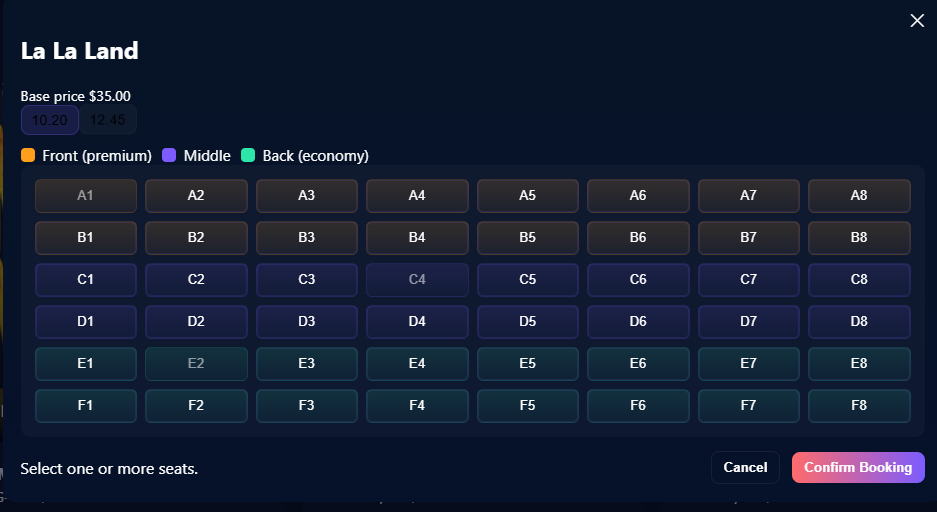 La La Land
Base price $35.00
10.20 12.45
Front (premium) Middle Back (economy)
A1 A2 A3 A4 A5 A6 A7 A8
B1 B2 B3 B4 B5 B6 B7 B8
C1 C2 C3 C4 C5 C6 C7 C8
D1 D2 D3 D4 D5 D6 D7 D8
E1 E2 E3 E4 E5 E6 E7 E8
F1 F2 F3 F4 F5 F6 F7 F8
Select one or more seats. Cancel Confirm Booking